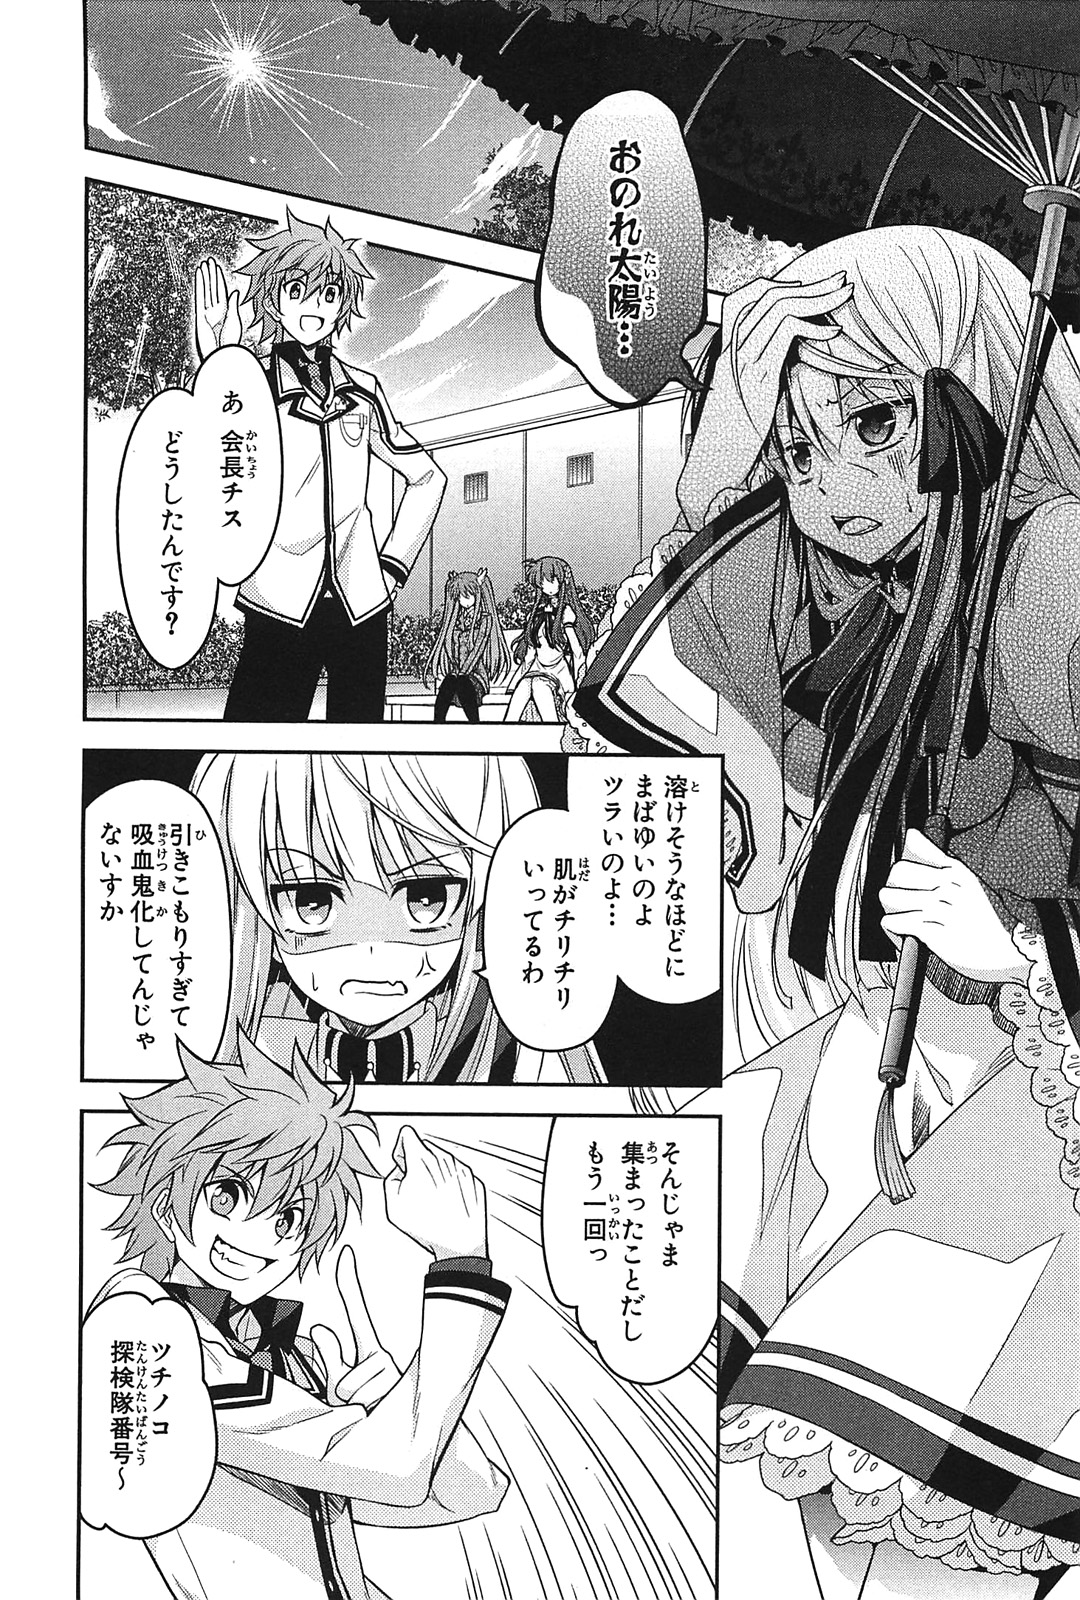 おのれ太陽…
あ 会長チス
どうしたんです?
溶けそうなほどに
まばゆいのよ
ツラいのよ…
肌がチリチリ
いってるわ
引きこもりすぎて
吸血鬼化してんじゃ
ないすか
そんじゃま
集まったことだし
もう一回っ
ツチノコ
探検隊番号〜